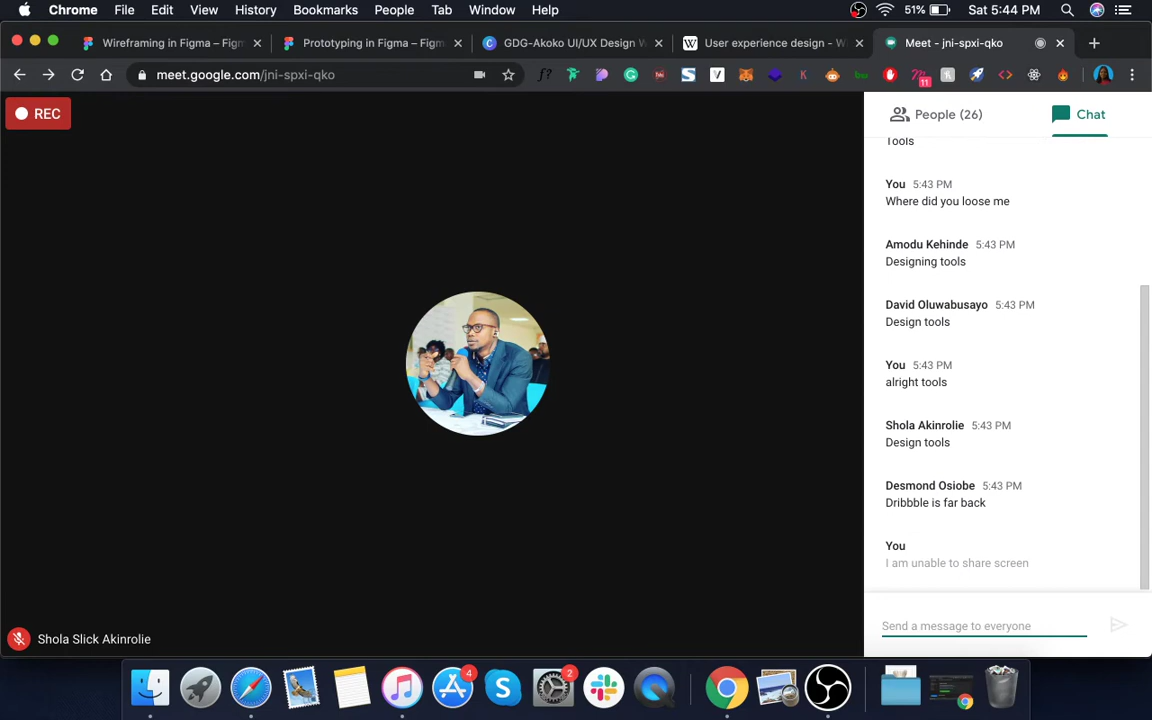 Chrome File Edit View History Bookmarks People Tab Window Help 51% Sat 5:44 PM
Wireframing in Figma – Figm Prototyping in Figma – Figma GDG-Akoko UI/UX Design W User experience design - W Meet - jni-spxi-qko
meet.google.com/jni-spxi-qko
11
REC
People (26) Chat
Tools
You 5:43 PM
Where did you loose me
Amodu Kehinde 5:43 PM
Designing tools
David Oluwabusayo 5:43 PM
Design tools
You 5:43 PM
alright tools
Shola Akinrolie 5:43 PM
Design tools
Desmond Osiobe 5:43 PM
Dribbble is far back
You
I am unable to share screen
Send a message to everyone
Shola Slick Akinrolie
4 2